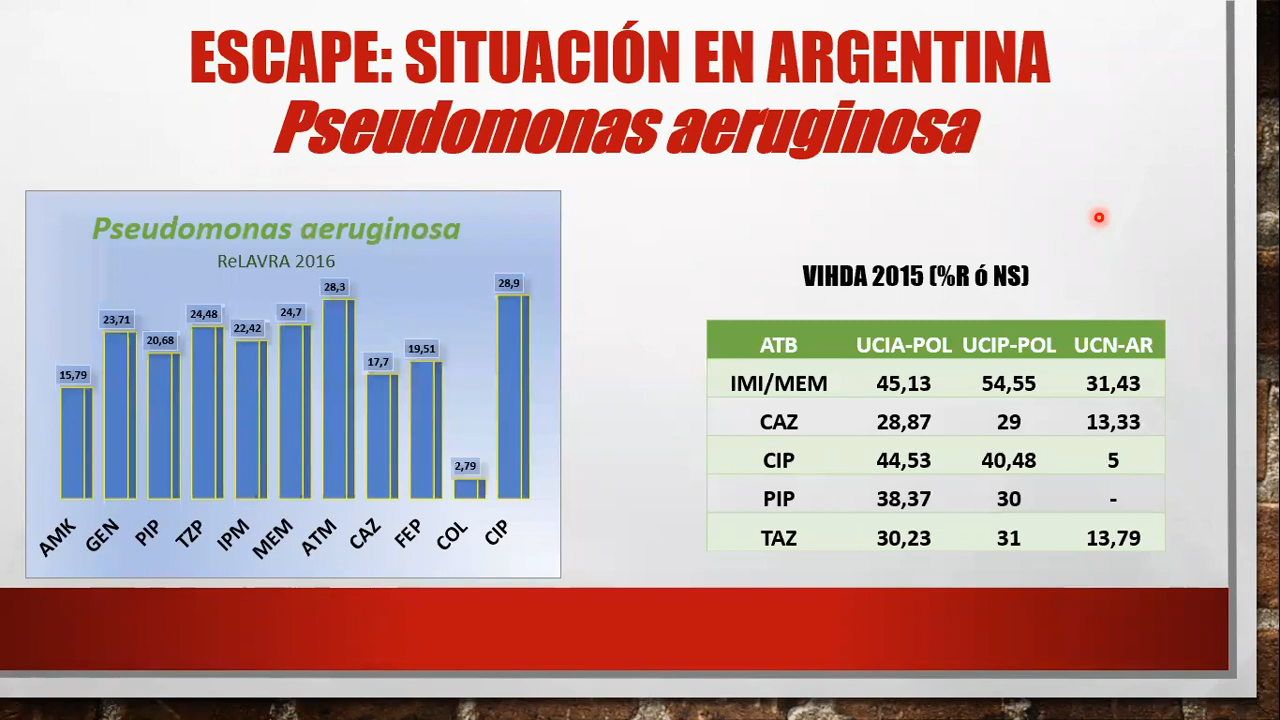 ESCAPE: SITUACIÓN EN ARGENTINA
Pseudomonas aeruginosa
Pseudomonas aeruginosa
ReLAVRA 2016
15,79 23,71 20,68 24,48 22,42 24,7 28,3 17,7 19,51 2,79 28,9
AMK GEN PIP TZP IPM MEM ATM CAZ FEP COL CIP
VIHDA 2015 (%R ó NS)
ATB UCIA-POL UCIP-POL UCN-AR
IMI/MEM 45,13 54,55 31,43
CAZ 28,87 29 13,33
CIP 44,53 40,48 5
PIP 38,37 30 -
TAZ 30,23 31 13,79